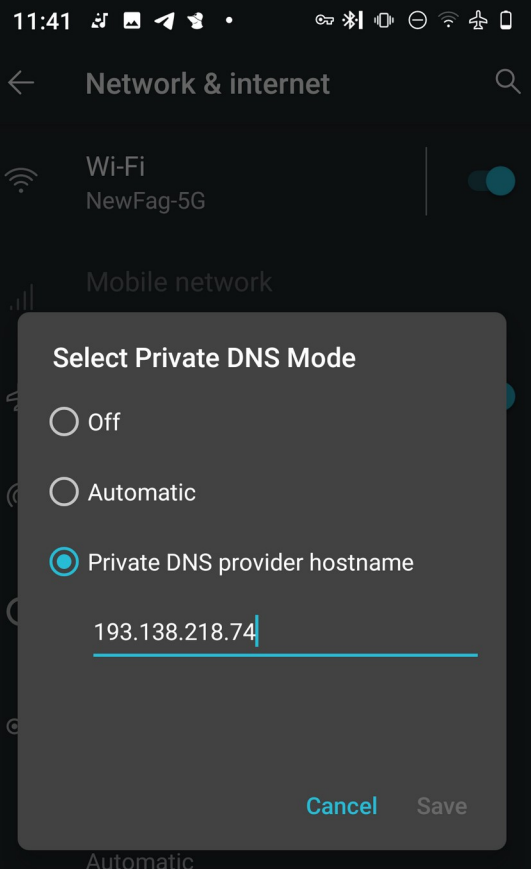 11:41
Network & internet
Wi-Fi
NewFag-5G
Mobile network
Select Private DNS Mode
Off
Automatic
Private DNS provider hostname
193.138.218.74
Cancel Save
Automatic